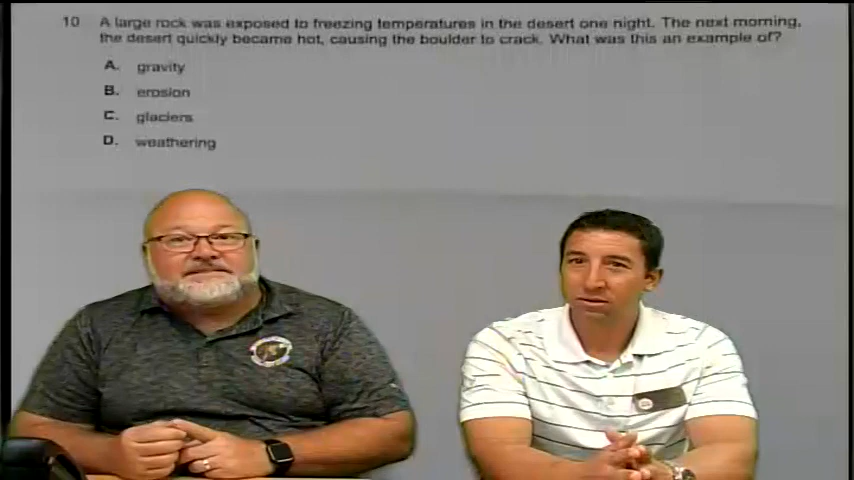 10 A large rock was exposed to freezing temperatures in the desert one night. The next morning,
the desert quickly became hot, causing the boulder to crack. What was this an example of?
A. gravity
B. erosion
C. glaciers
D. weathering